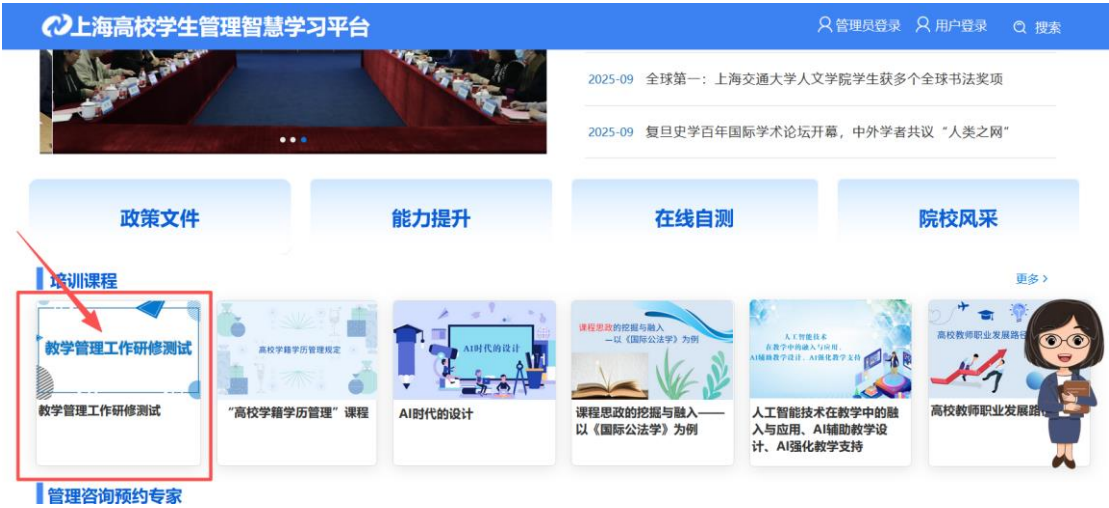 上海高校学生管理智慧学习平台
管理员登录
用户登录
搜索
2025-09 全球第一：上海交通大学人文学院学生获多个全球书法奖项
2025-09 复旦史学百年国际学术论坛开幕，中外学者共议“人类之网”
政策文件
能力提升
在线自测
院校风采
培训课程
更多 >
教学管理工作研修测试
教学管理工作研修测试
高校学籍学历管理规定
“高校学籍学历管理”课程
AI时代的设计
AI时代的设计
课程思政的挖掘与融入
—以《国际公法学》为例
课程思政的挖掘与融入——
以《国际公法学》为例
人工智能技术
在教学中的融入与应用、
AI辅助教学设计、AI强化教学支持
人工智能技术在教学中的融
入与应用、AI辅助教学设
计、AI强化教学支持
高校教师职业发展路
高校教师职业发展路
管理咨询预约专家